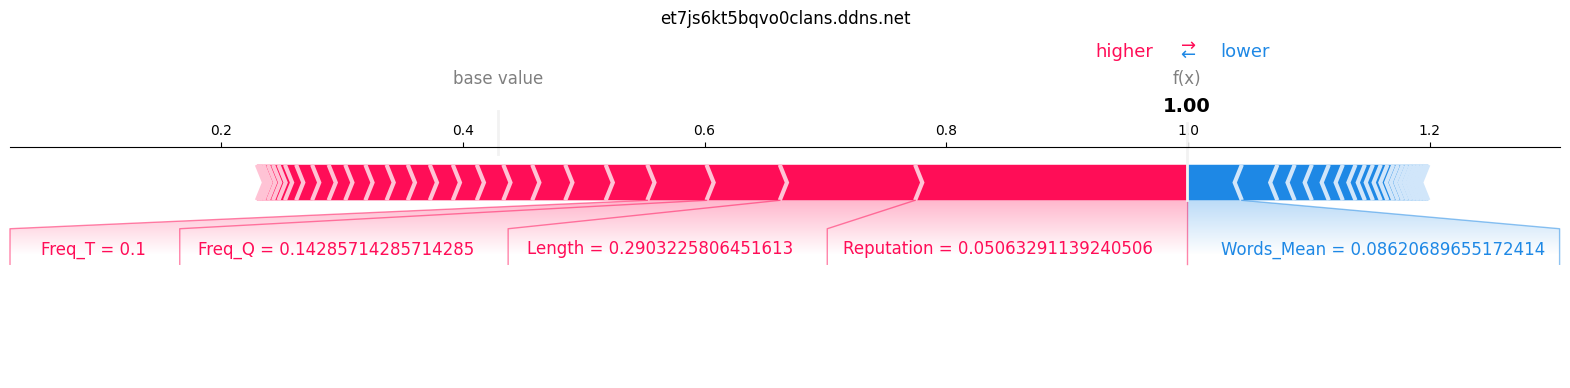 et7js6kt5bqvo0clans.ddns.net
higher ⇄ lower
base value f(x)
1.00
0.2 0.4 0.6 0.8 1.0 1.2
Freq_T = 0.1 Freq_Q = 0.14285714285714285 Length = 0.2903225806451613 Reputation = 0.05063291139240506 Words_Mean = 0.08620689655172414